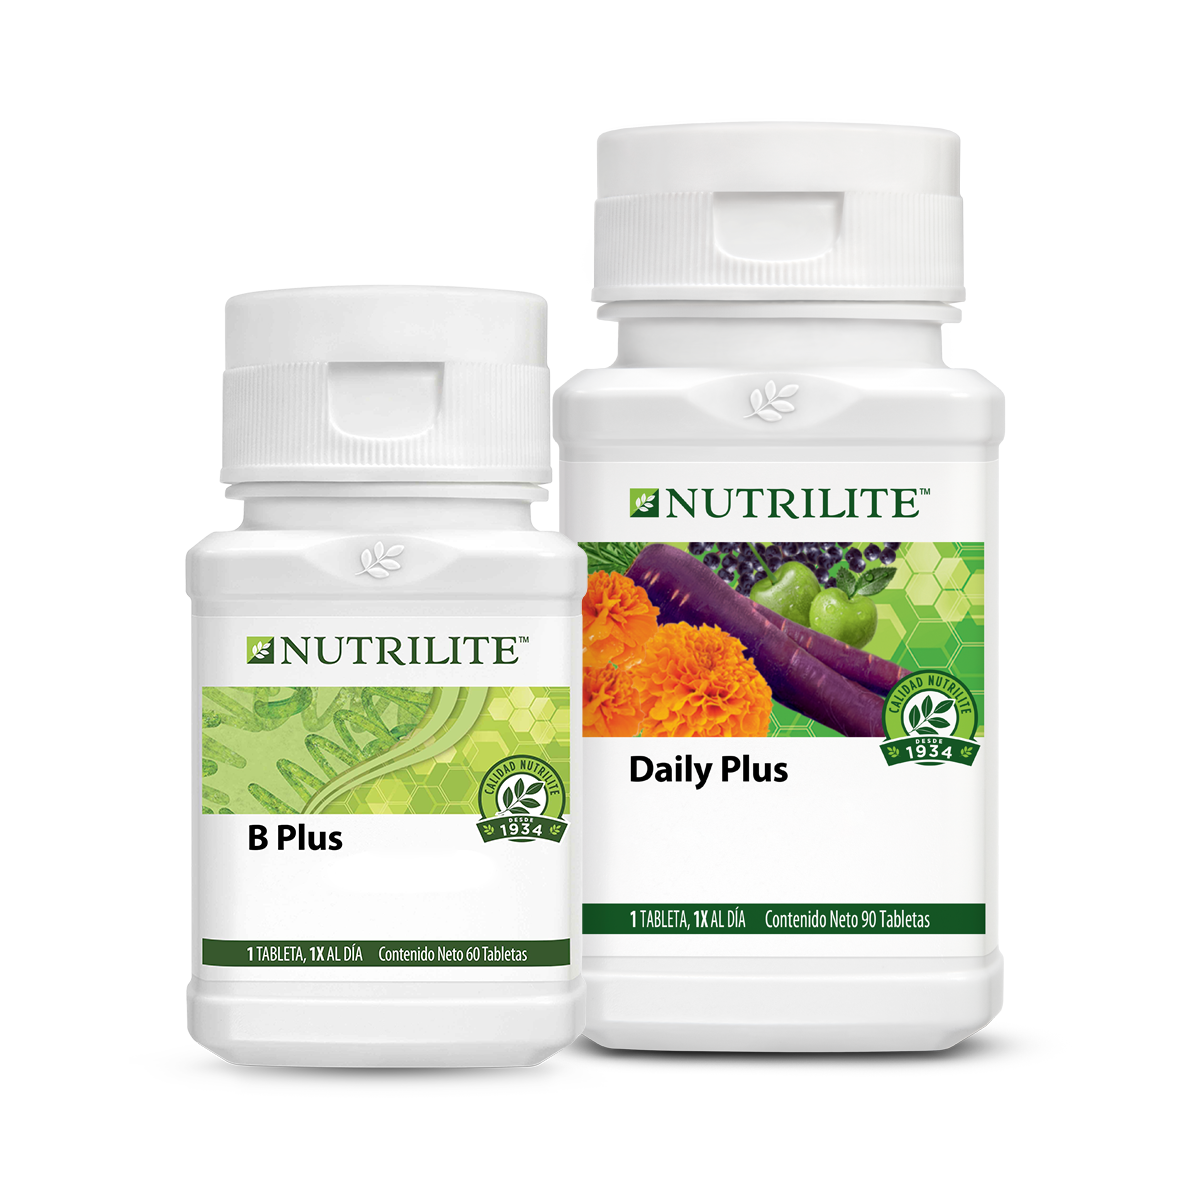 NUTRILITE™
CALIDAD NUTRILITE
DESDE
1934
B Plus
1 TABLETA, 1X AL DÍA Contenido Neto 60 Tabletas
NUTRILITE™
CALIDAD NUTRILITE
DESDE
1934
Daily Plus
1 TABLETA, 1X AL DÍA Contenido Neto 90 Tabletas